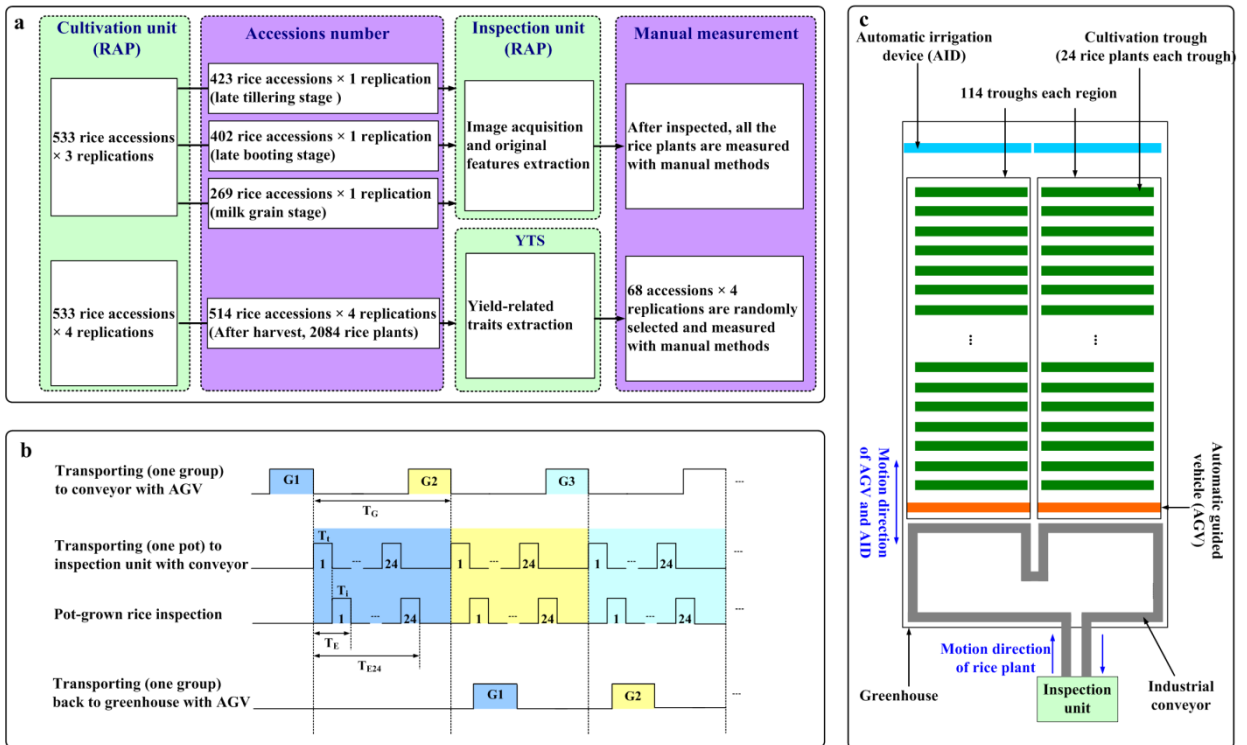 a
Cultivation unit
(RAP)
Accessions number
Inspection unit
(RAP)
Manual measurement
533 rice accessions
× 3 replications
423 rice accessions × 1 replication
(late tillering stage )
402 rice accessions × 1 replication
(late booting stage)
269 rice accessions × 1 replication
(milk grain stage)
Image acquisition
and original
features extraction
After inspected, all the
rice plants are measured
with manual methods
533 rice accessions
× 4 replications
514 rice accessions × 4 replications
(After harvest, 2084 rice plants)
YTS
Yield-related
traits extraction
68 accessions × 4
replications are randomly
selected and measured
with manual methods
b
Transporting (one group)
to conveyor with AGV
G1
G2
G3
...
T_G
Transporting (one pot) to
inspection unit with conveyor
T_t
1 ... 24
1 ... 24
1 ... 24
...
Pot-grown rice inspection
T_i
1 ... 24
1 ... 24
1 ... 24
...
T_E
T_E24
Transporting (one group)
back to greenhouse with AGV
G1
G2
...
c
Automatic irrigation
device (AID)
Cultivation trough
(24 rice plants each trough)
114 troughs each region
...
...
Motion direction
of AGV and AID
Automatic guided
vehicle (AGV)
Motion direction
of rice plant
Greenhouse
Inspection
unit
Industrial
conveyor